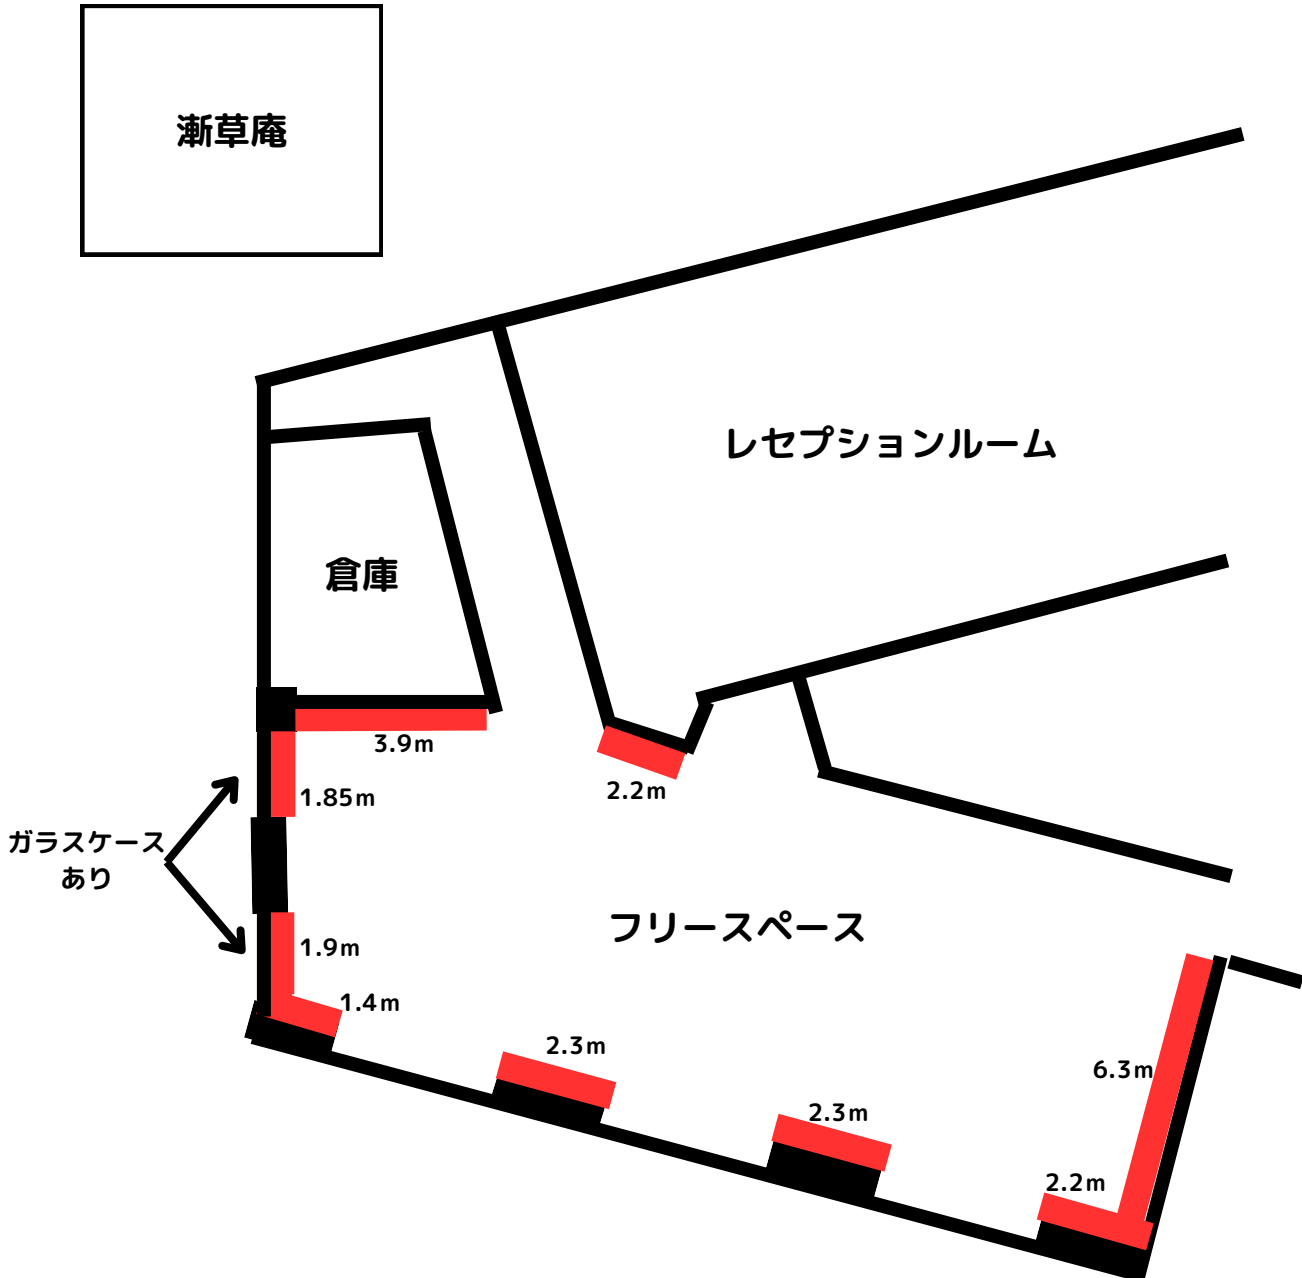 漸草庵
レセプションルーム
倉庫
3.9m
2.2m
1.85m
ガラスケース
あり
フリースペース
1.9m
1.4m
2.3m
6.3m
2.3m
2.2m